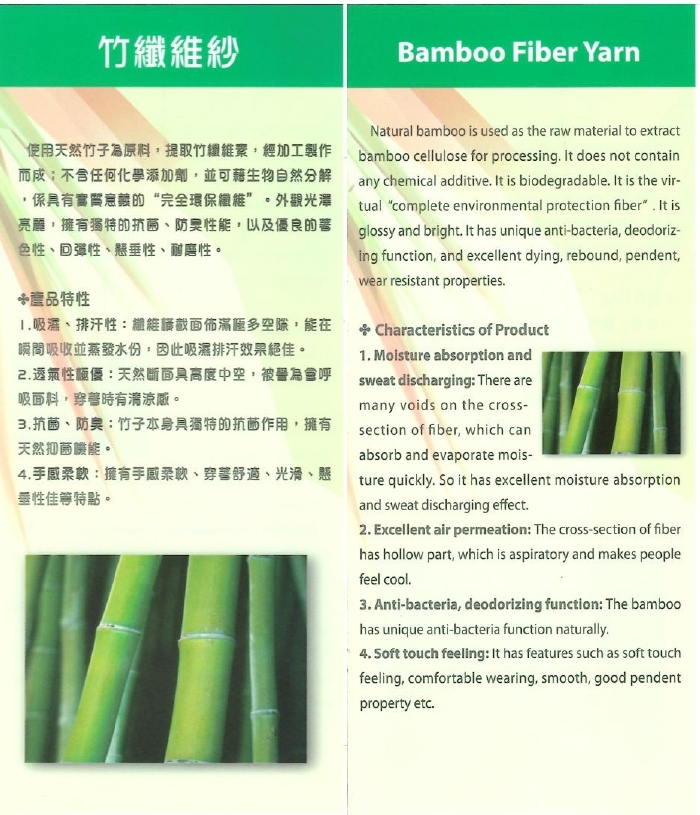 竹纖維紗
使用天然竹子為原料,提取竹纖維素,經加工製作
而成;不含任何化學添加劑,並可藉生物自然分解
,係具有實質意義的“完全環保纖維”。外觀光澤
亮麗,擁有獨特的抗菌、防臭性能,以及優良的著
色性、回彈性、懸垂性、耐磨性。
✤產品特性
1.吸濕、排汗性:纖維橫截面佈滿極多空隙,能在
瞬間吸收並蒸發水份,因此吸濕排汗效果絕佳。
2.透氣性極優:天然斷面具高度中空,被譽為會呼
吸面料,穿著時有清涼感。
3.抗菌、防臭:竹子本身具獨特的抗菌作用,擁有
天然抑菌機能。
4.手感柔軟:擁有手感柔軟、穿著舒適、光滑、懸
垂性佳等特點。
Bamboo Fiber Yarn
Natural bamboo is used as the raw material to extract
bamboo cellulose for processing. It does not contain
any chemical additive. It is biodegradable. It is the vir-
tual “complete environmental protection fiber” . It is
glossy and bright. It has unique anti-bacteria, deodoriz-
ing function, and excellent dying, rebound, pendent,
wear resistant properties.
✤ Characteristics of Product
1. Moisture absorption and
sweat discharging: There are
many voids on the cross-
section of fiber, which can
absorb and evaporate mois-
ture quickly. So it has excellent moisture absorption
and sweat discharging effect.
2. Excellent air permeation: The cross-section of fiber
has hollow part, which is aspiratory and makes people
feel cool.
3. Anti-bacteria, deodorizing function: The bamboo
has unique anti-bacteria function naturally.
4. Soft touch feeling: It has features such as soft touch
feeling, comfortable wearing, smooth, good pendent
property etc.